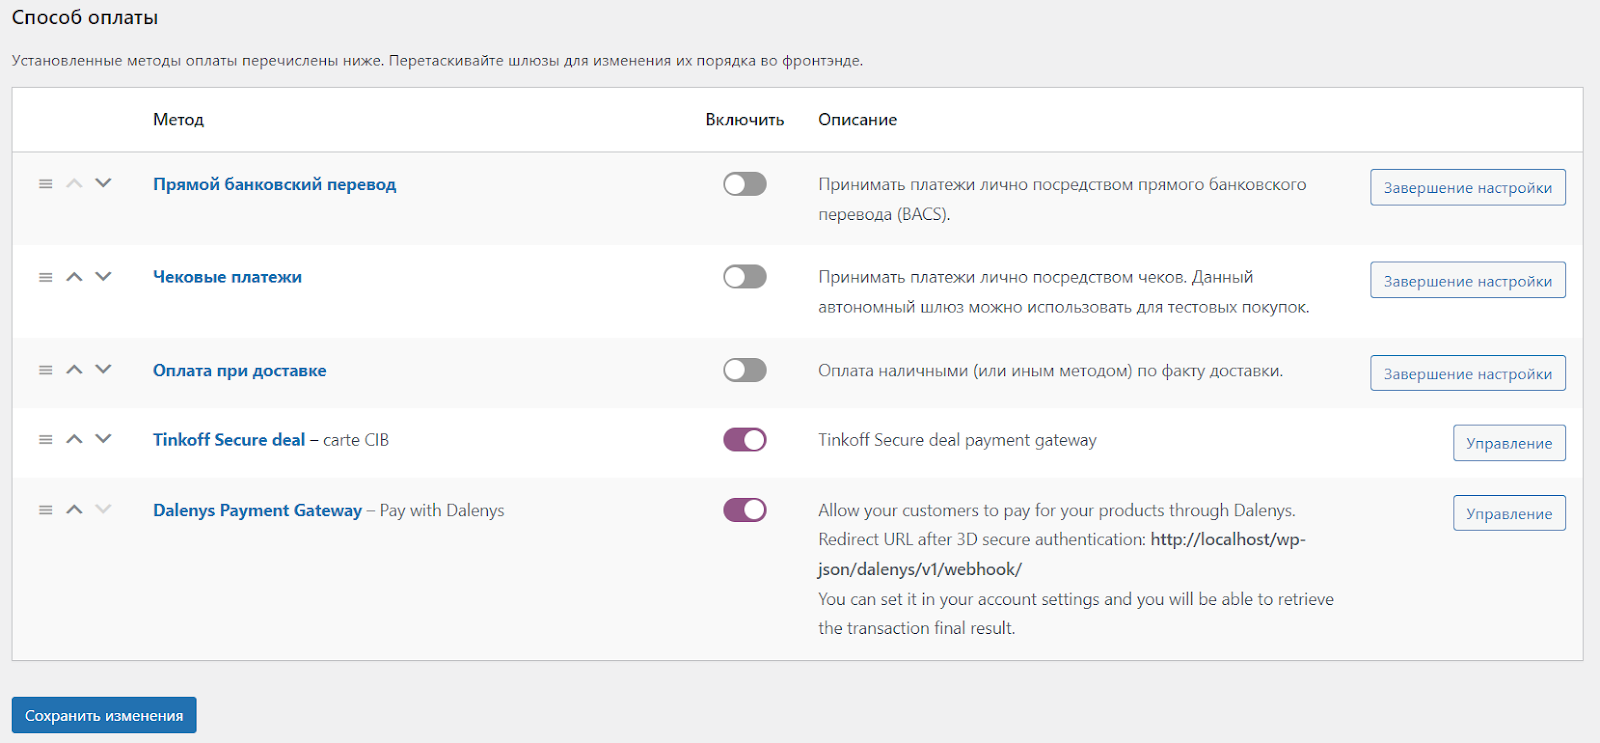 Способ оплаты
Установленные методы оплаты перечислены ниже. Перетаскивайте шлюзы для изменения их порядка во фронтэнде.
Метод Включить Описание
Прямой банковский перевод Принимать платежи лично посредством прямого банковского Завершение настройки
перевода (BACS).
Чековые платежи Принимать платежи лично посредством чеков. Данный Завершение настройки
автономный шлюз можно использовать для тестовых покупок.
Оплата при доставке Оплата наличными (или иным методом) по факту доставки. Завершение настройки
Tinkoff Secure deal – carte CIB Tinkoff Secure deal payment gateway Управление
Dalenys Payment Gateway – Pay with Dalenys Allow your customers to pay for your products through Dalenys. Управление
Redirect URL after 3D secure authentication: http://localhost/wp-
json/dalenys/v1/webhook/
You can set it in your account settings and you will be able to retrieve
the transaction final result.
Сохранить изменения